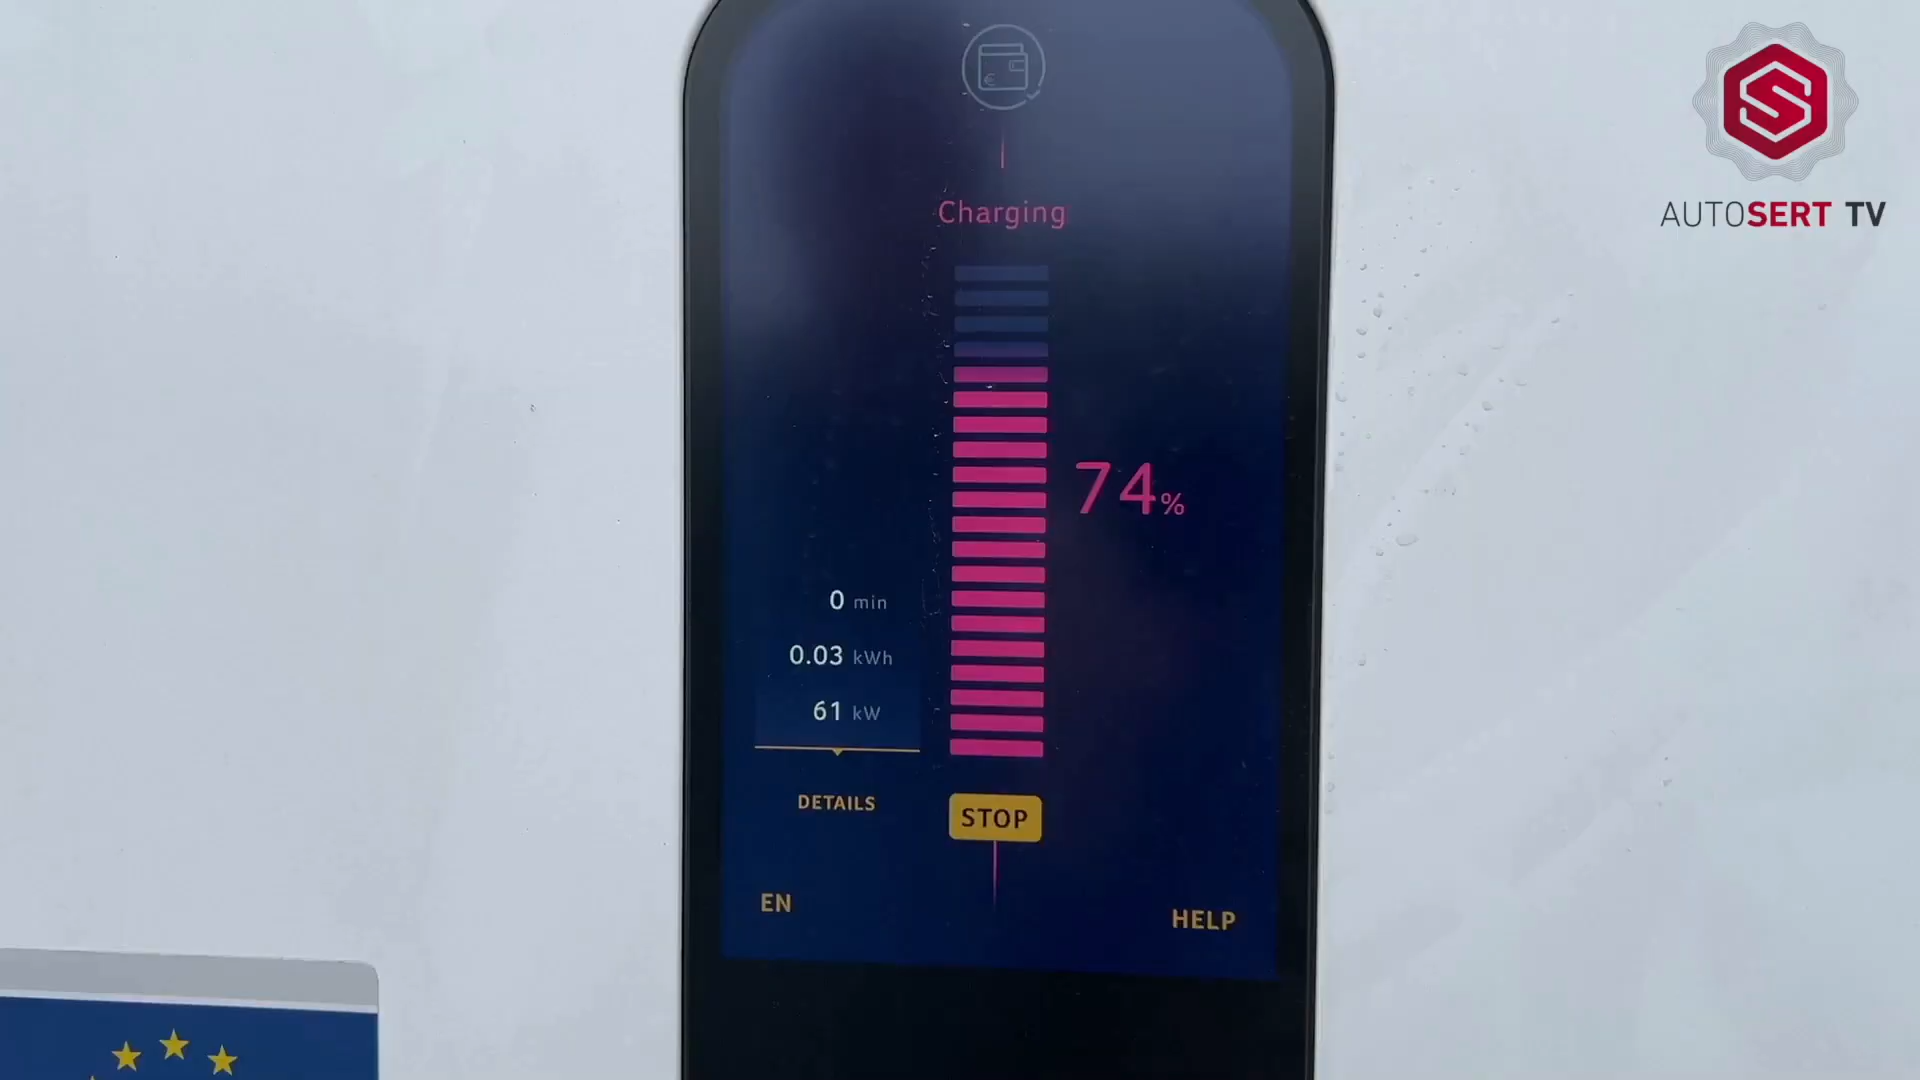 AUTOSERT TV
Charging
74%
0 min
0.03 kWh
61 kW
DETAILS
STOP
EN
HELP